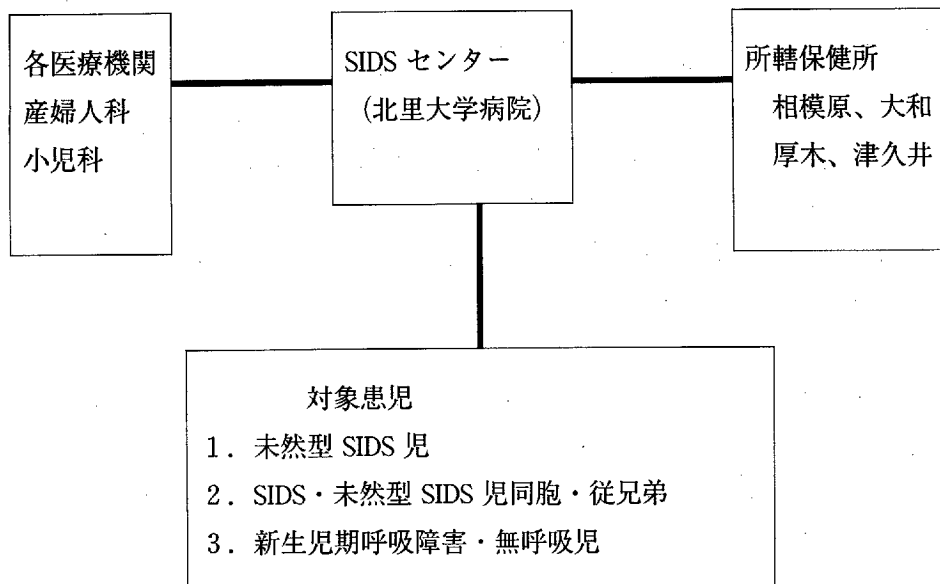 各医療機関
産婦人科
小児科
SIDS センター
(北里大学病院)
所轄保健所
相模原、大和
厚木、津久井
対象患児
1. 未然型 SIDS 児
2. SIDS・未然型 SIDS 児同胞・従兄弟
3. 新生児期呼吸障害・無呼吸児